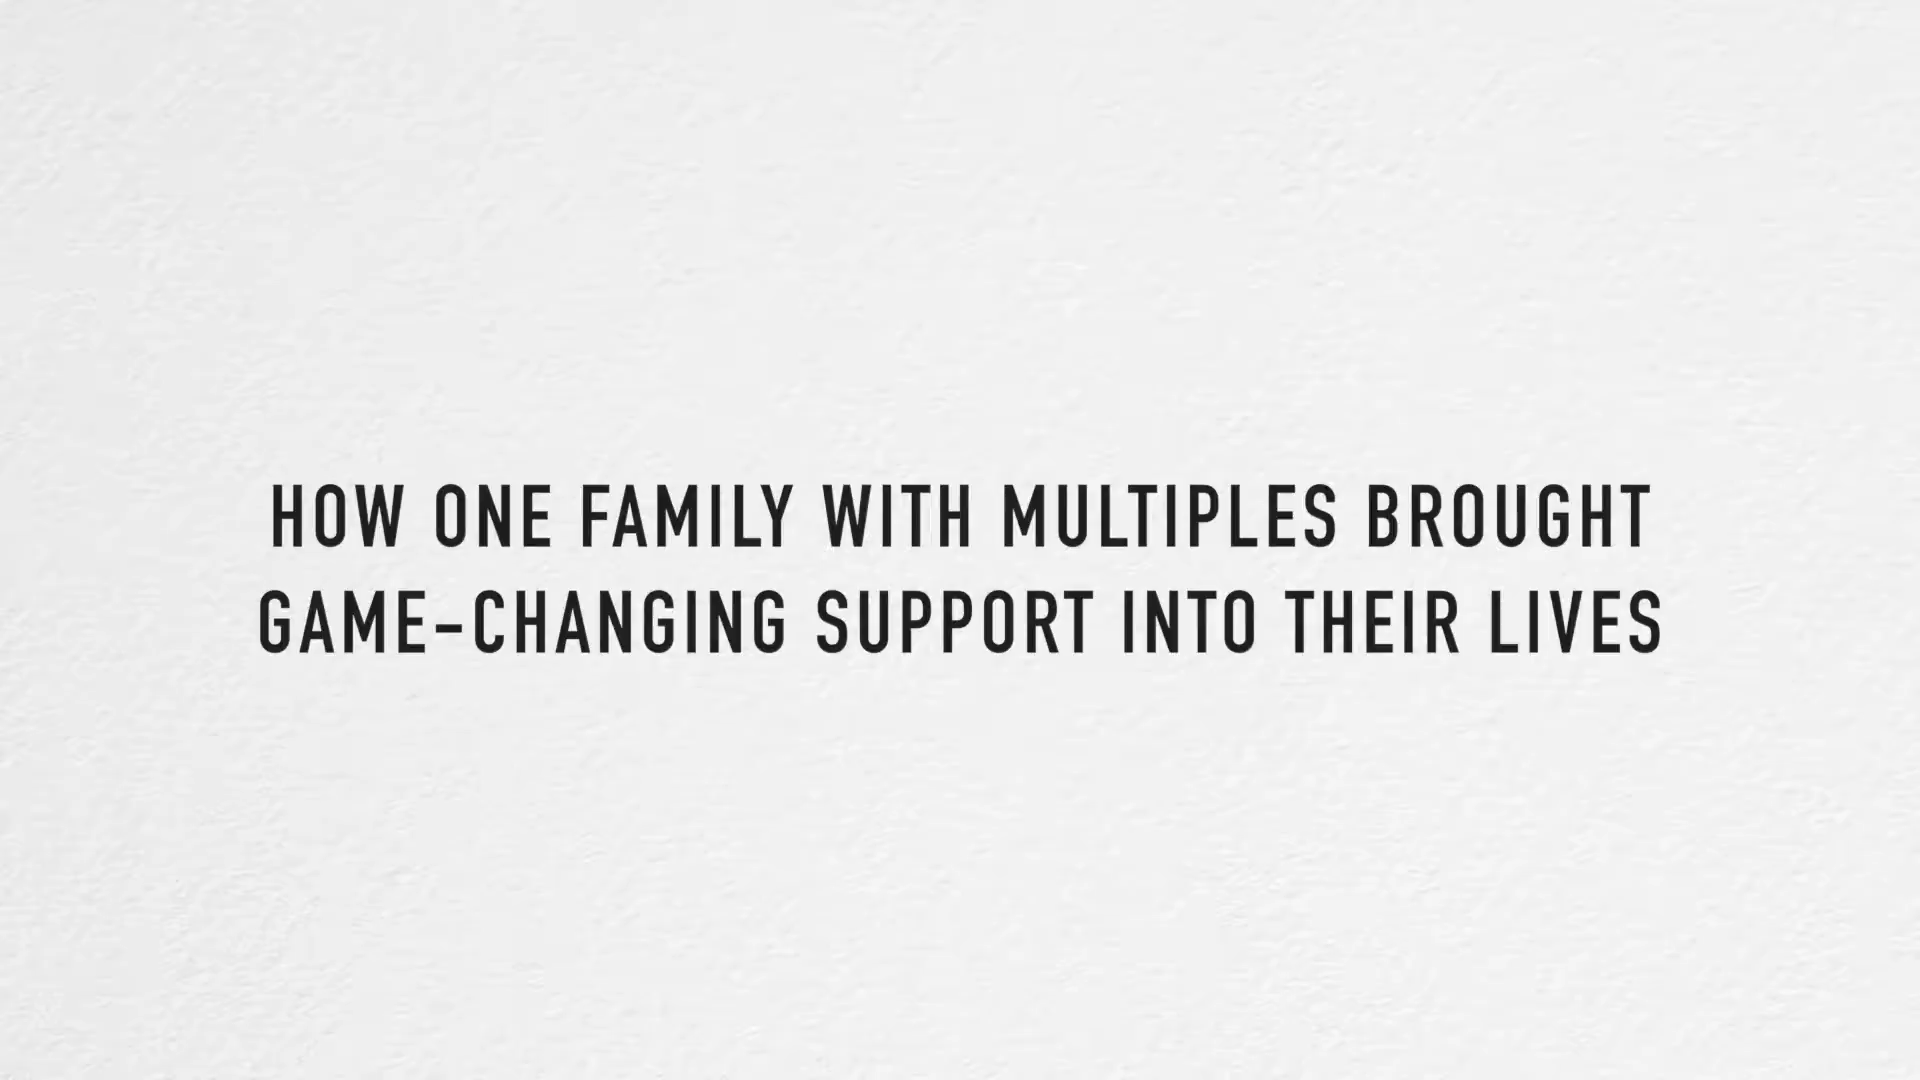 HOW ONE FAMILY WITH MULTIPLES BROUGHT
GAME-CHANGING SUPPORT INTO THEIR LIVES